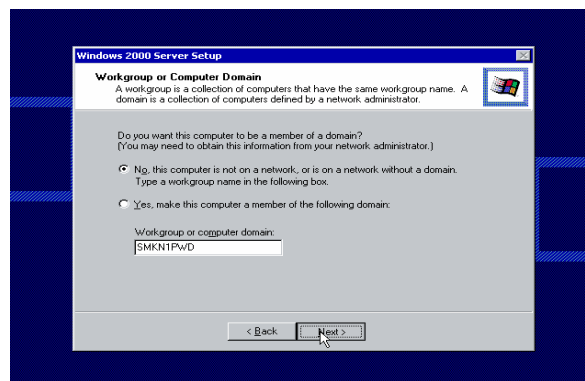 Windows 2000 Server Setup
Workgroup or Computer Domain
A workgroup is a collection of computers that have the same workgroup name. A
domain is a collection of computers defined by a network administrator.
Do you want this computer to be a member of a domain?
(You may need to obtain this information from your network administrator.)
No, this computer is not on a network, or is on a network without a domain.
Type a workgroup name in the following box.
Yes, make this computer a member of the following domain:
Workgroup or computer domain:
SMKN1PWD
< Back
Next >